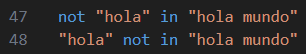 47 not "hola" in "hola mundo"
48 "hola" not in "hola mundo"